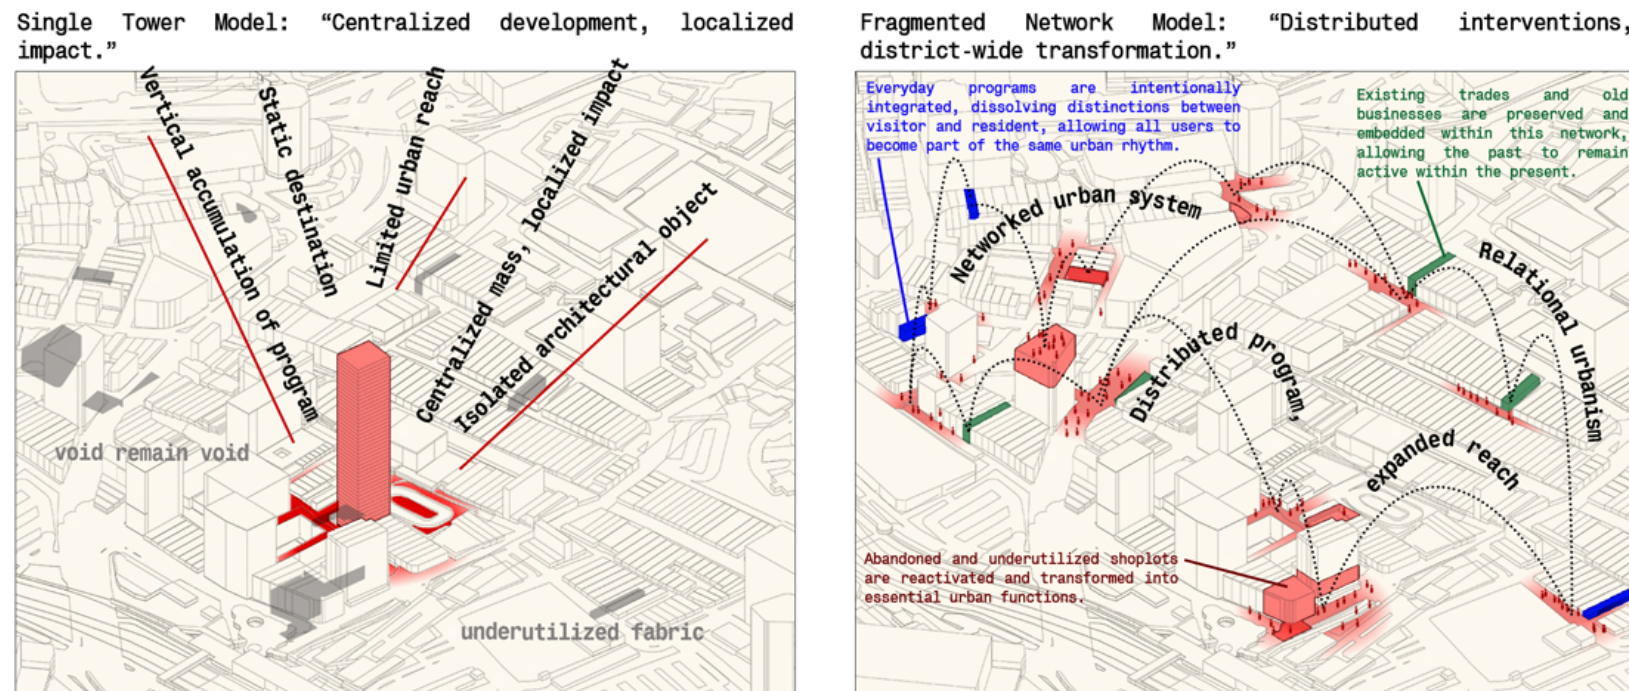 Single Tower Model: “Centralized development, localized
impact.”
Vertical accumulation of program
Static destination
Limited urban reach
Centralized mass, localized impact
Isolated architectural object
void remain void
underutilized fabric
Fragmented Network Model: “Distributed interventions,
district-wide transformation.”
Everyday programs are intentionally
integrated, dissolving distinctions between
visitor and resident, allowing all users to
become part of the same urban rhythm.
Existing trades and old
businesses are preserved and
embedded within this network,
allowing the past to remain
active within the present.
Networked urban system
Relational urbanism
Distributed program,
expanded reach
Abandoned and underutilized shoplots
are reactivated and transformed into
essential urban functions.